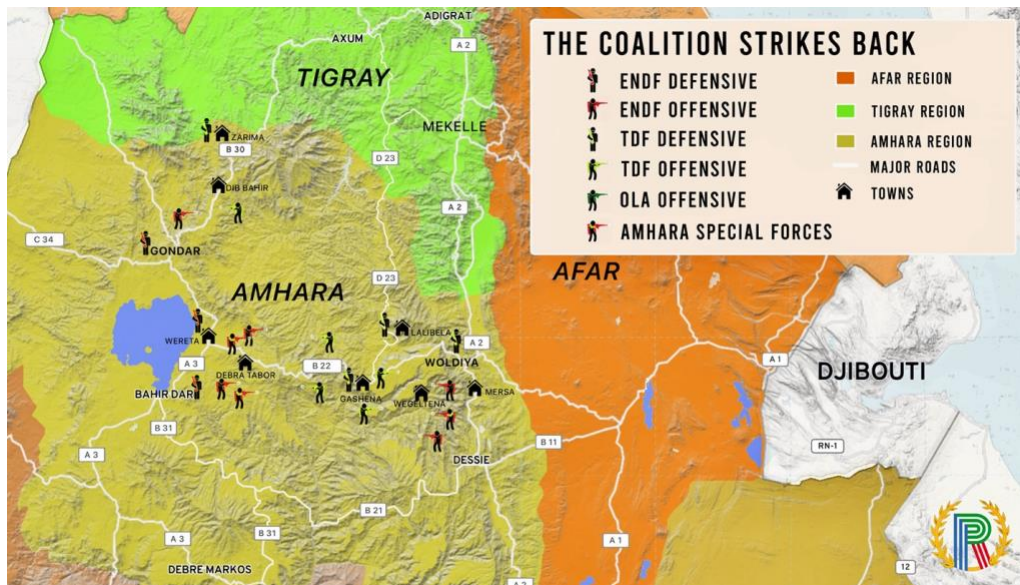 ADIGRAT
AXUM
A 2
TIGRAY
MEKELLE
ZARIMA
B 30
D 23
DIB BAHIR
A 2
C 34
GONDAR
D 23
AMHARA
AFAR
WERETA
LALIBELA
A 2
WOLDIYA
A 3
B 22
DEBRA TABOR
GASHENA
WEGELTENA
MERSA
BAHIR DAR
A 1
DJIBOUTI
B 31
A 3
DESSIE
B 11
RN-1
B 21
A 3
B 31
A 1
DEBRE MARKOS
12
A 2
THE COALITION STRIKES BACK
ENDF DEFENSIVE
ENDF OFFENSIVE
TDF DEFENSIVE
TDF OFFENSIVE
OLA OFFENSIVE
AMHARA SPECIAL FORCES
AFAR REGION
TIGRAY REGION
AMHARA REGION
MAJOR ROADS
TOWNS